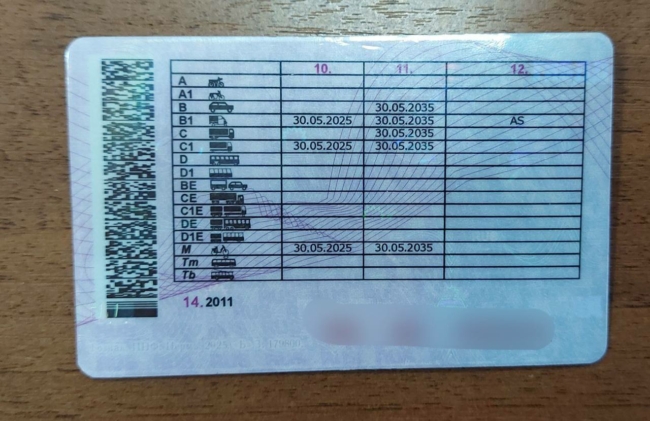 10. 11. 12.
A
A1
B 30.05.2035
B1 30.05.2025 30.05.2035 AS
C 30.05.2035
C1 30.05.2025 30.05.2035
D
D1
BE
CE
C1E
DE
D1E
M 30.05.2025 30.05.2035
Tm
Tb
14. 2011